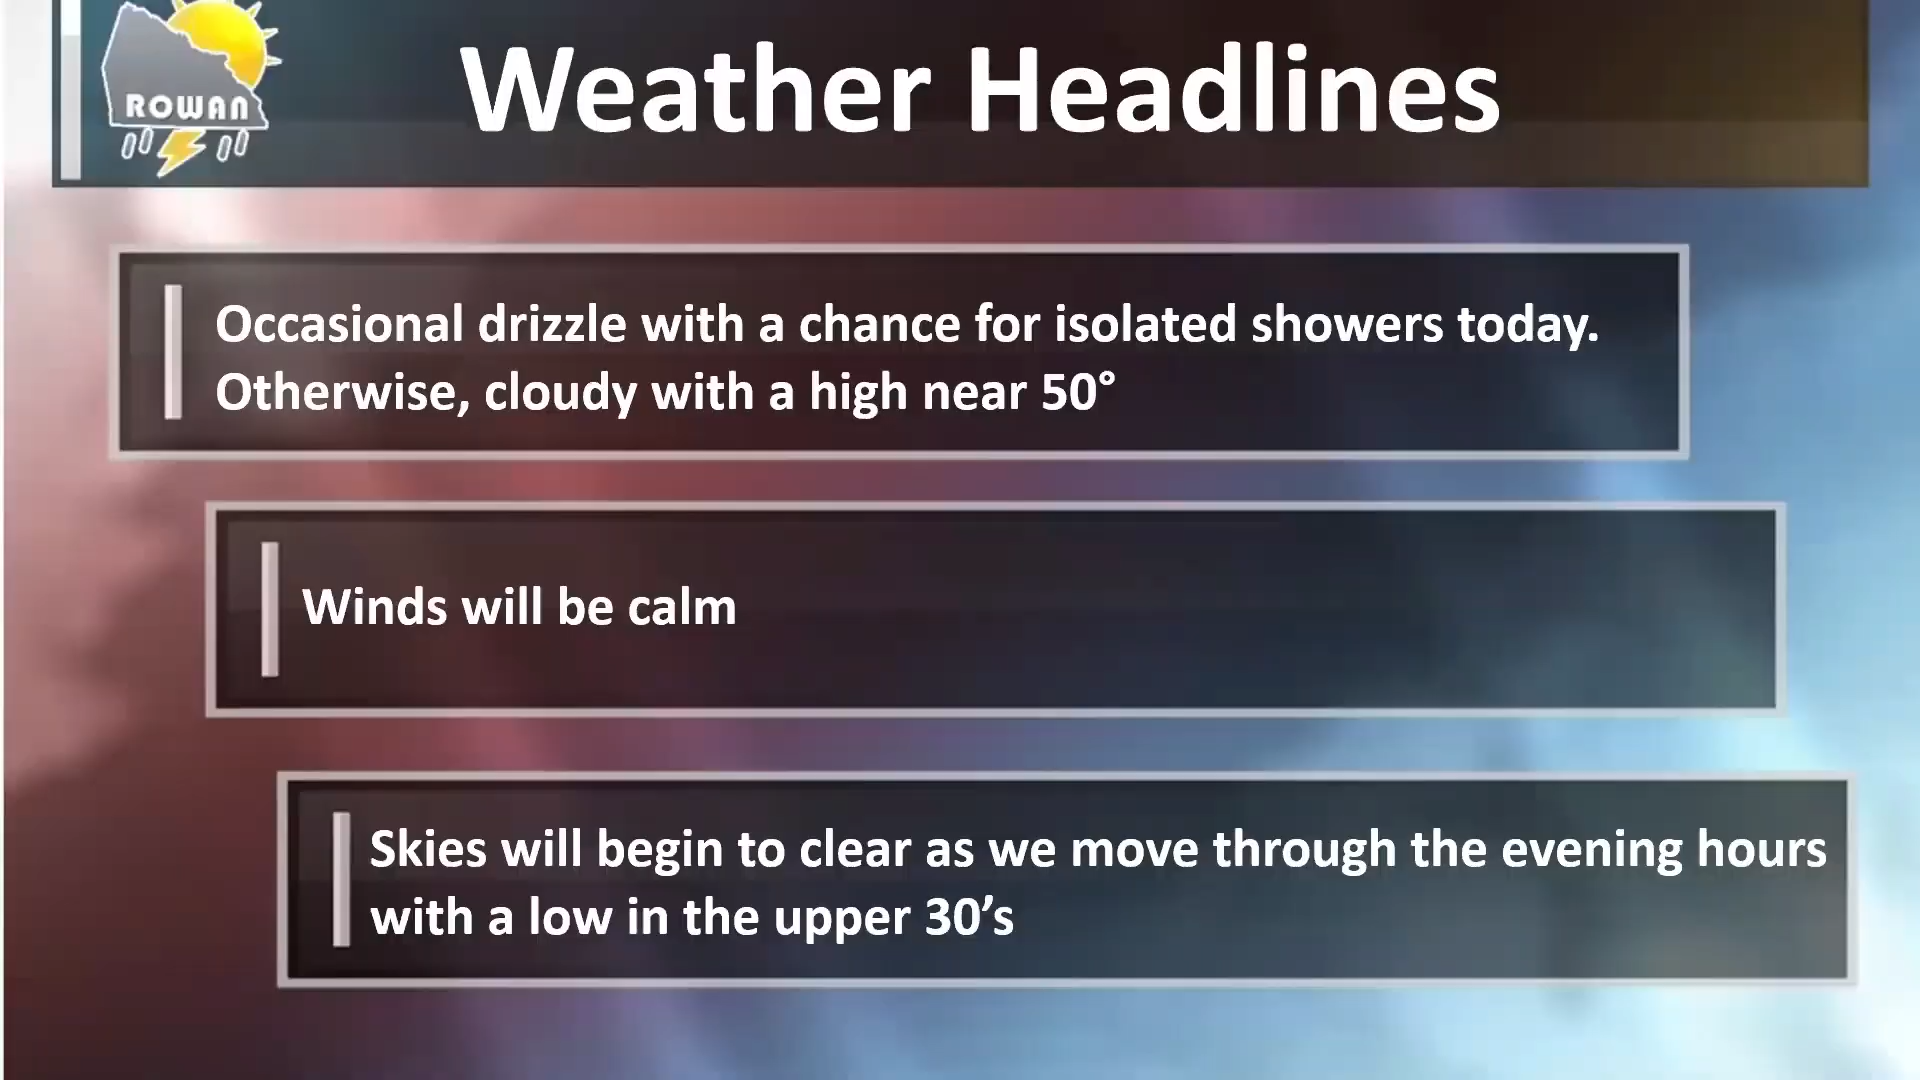 ROWAN
Weather Headlines
Occasional drizzle with a chance for isolated showers today.
Otherwise, cloudy with a high near 50°
Winds will be calm
Skies will begin to clear as we move through the evening hours
with a low in the upper 30’s